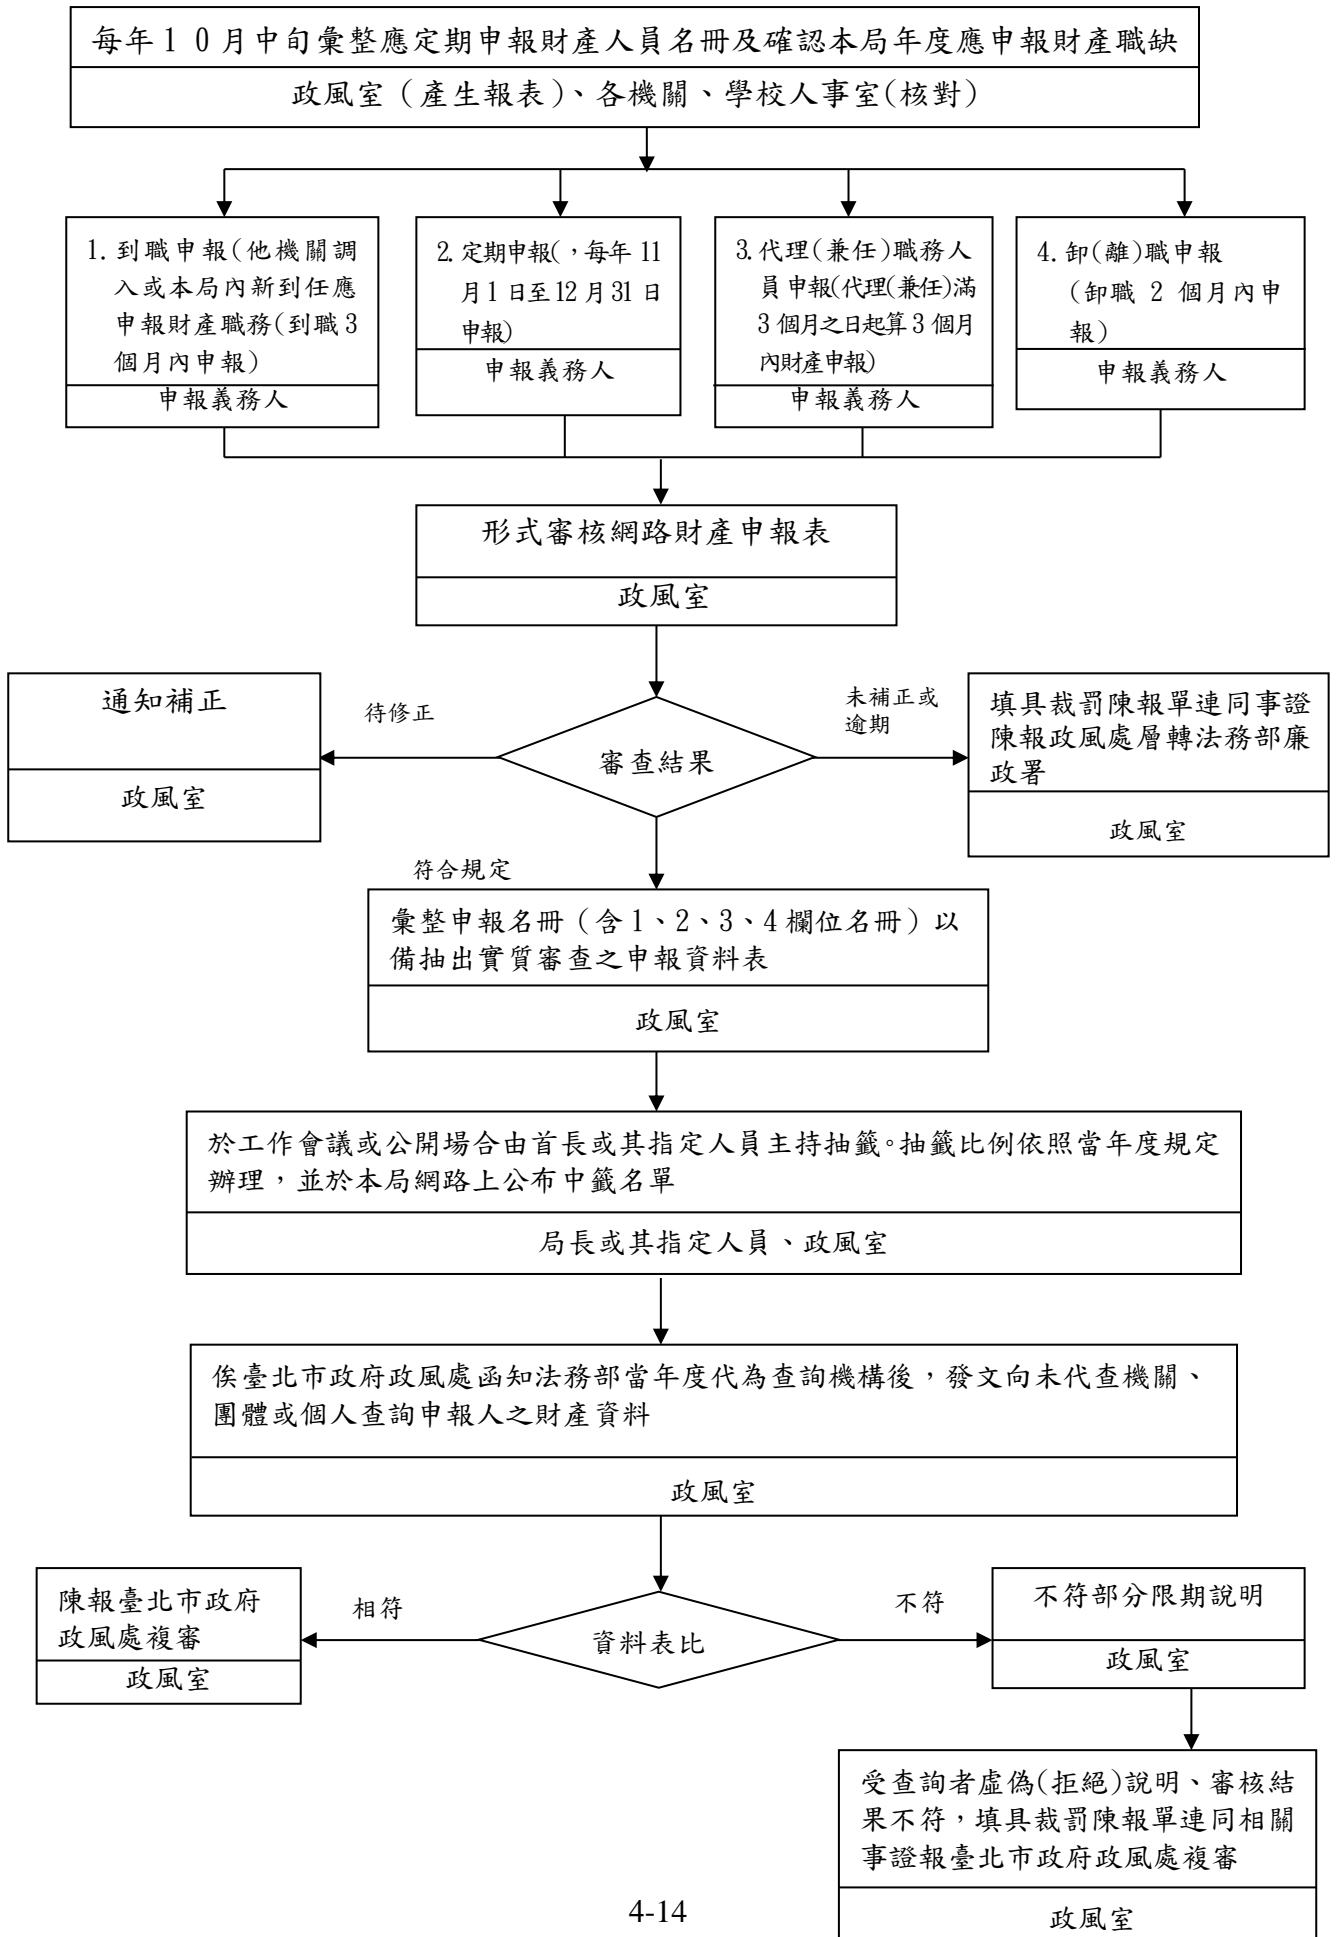 每年10月中旬彙整應定期申報財產人員名冊及確認本局年度應申報財產職缺
政風室（產生報表）、各機關、學校人事室(核對)
1.到職申報(他機關調
入或本局內新到任應
申報財產職務(到職3
個月內申報)
申報義務人
2.定期申報(，每年11
月1日至12月31日
申報)
申報義務人
3.代理(兼任)職務人
員申報(代理(兼任)滿
3個月之日起算3個月
內財產申報)
申報義務人
4.卸(離)職申報
(卸職 2 個月內申
報)
申報義務人
形式審核網路財產申報表
政風室
通知補正
政風室
待修正
審查結果
未補正或
逾期
填具裁罰陳報單連同事證
陳報政風處層轉法務部廉
政署
政風室
符合規定
彙整申報名冊（含1、2、3、4欄位名冊）以
備抽出實質審查之申報資料表
政風室
於工作會議或公開場合由首長或其指定人員主持抽籤。抽籤比例依照當年度規定
辦理，並於本局網路上公布中籤名單
局長或其指定人員、政風室
俟臺北市政府政風處函知法務部當年度代為查詢機構後，發文向未代查機關、
團體或個人查詢申報人之財產資料
政風室
陳報臺北市政府
政風處複審
政風室
相符
資料表比
不符
不符部分限期說明
政風室
受查詢者虛偽(拒絕)說明、審核結
果不符，填具裁罰陳報單連同相關
事證報臺北市政府政風處複審
政風室
4-14